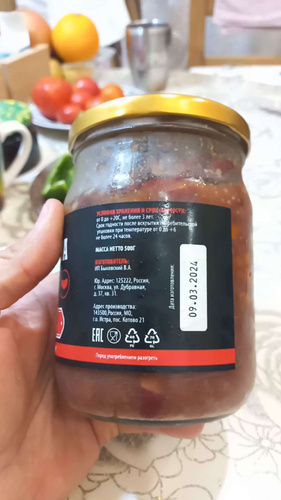 УСЛОВИЯ ХРАНЕНИЯ И СРОК
от 0 до +20С, не более 3 лет.
Срок годности после вскрытия потребительской
упаковки при температуре от 0 до +6
не более 24 часов.
МАССА НЕТТО 500Г
ИЗГОТОВИТЕЛЬ:
ИП Быковский В.А.
Юр. Адрес: 125222, Россия,
г. Москва, ул. Дубравная,
д. 37, кв. 31.
Адрес производства:
143500,Россия, МО,
г.о. Истра, пос. Котово 21
EAC
Перед употреблением разогреть
Дата изготовления:
09-03-2024